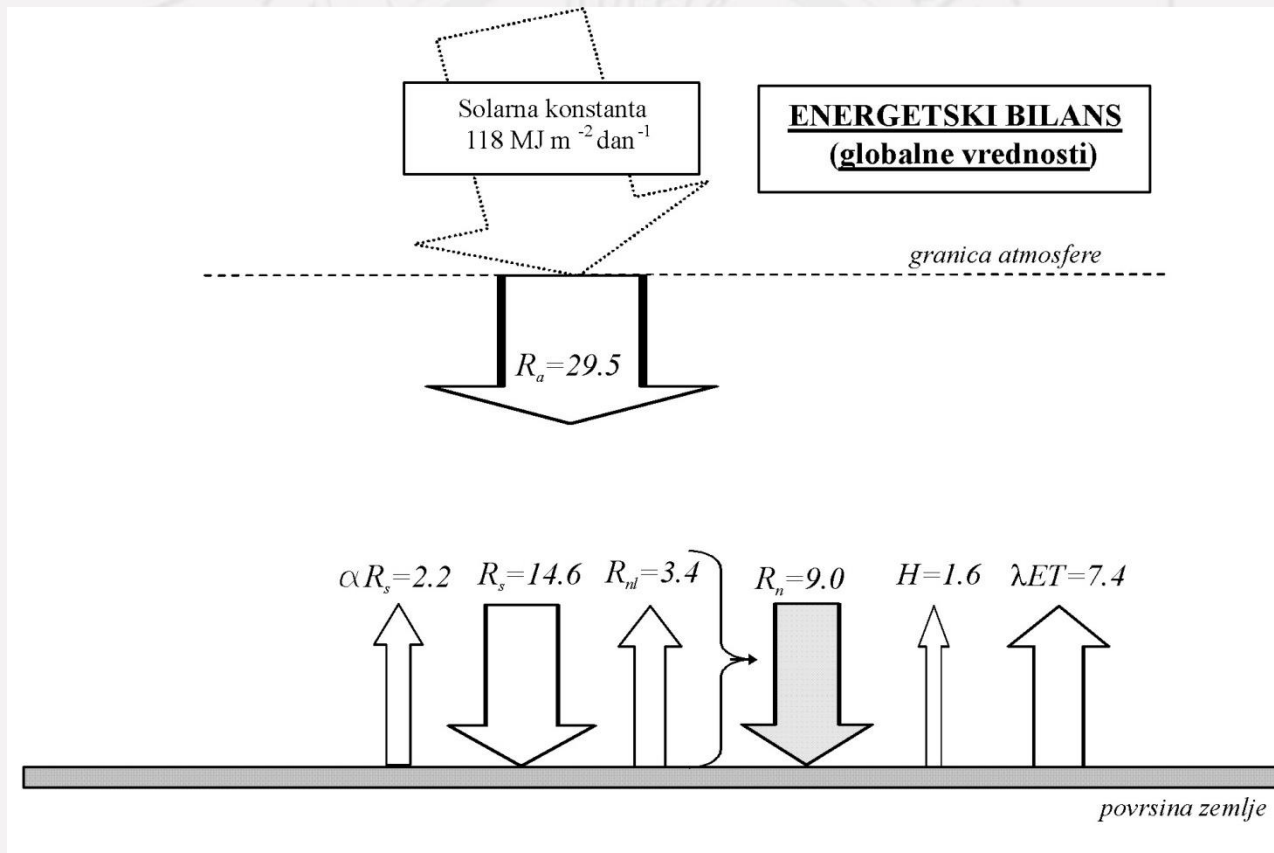 Solarna konstanta
118 MJ m⁻² dan⁻¹
ENERGETSKI BILANS
(globalne vrednosti)
granica atmosfere
Rₐ=29.5
αRₛ=2.2
Rₛ=14.6
Rₙₗ=3.4
Rₙ=9.0
H=1.6
λET=7.4
povrsina zemlje